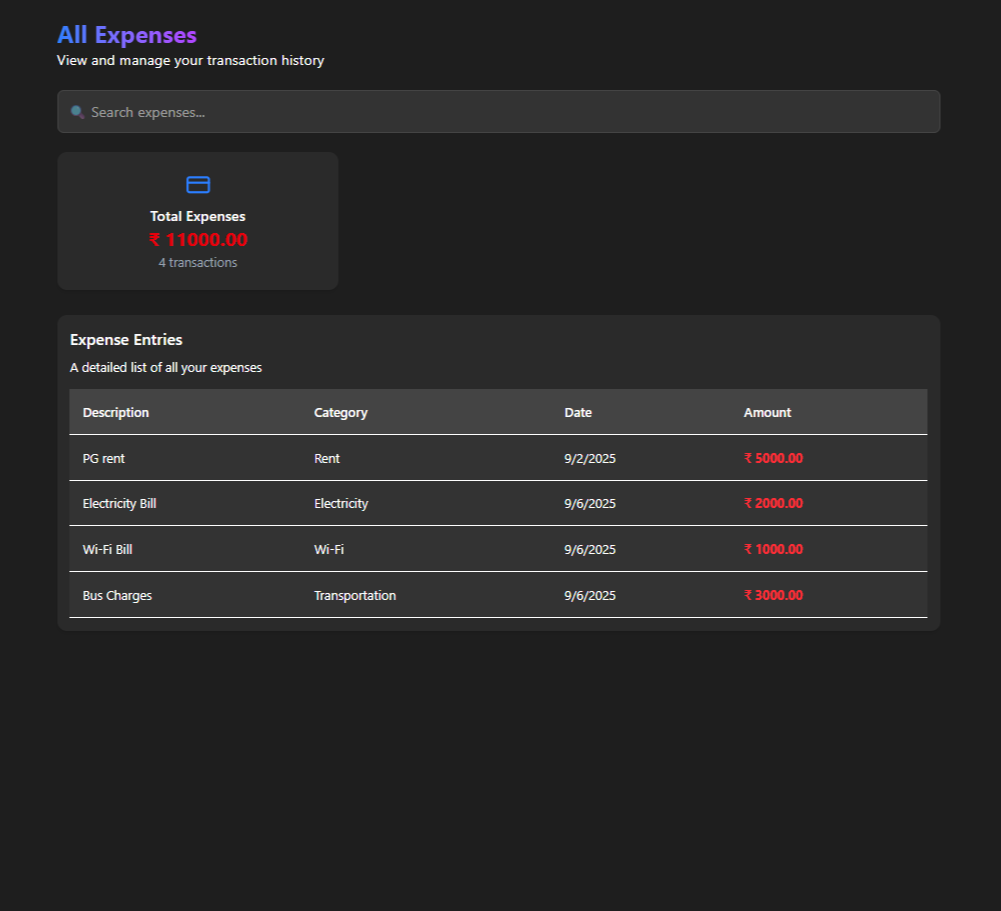 All Expenses
View and manage your transaction history
Search expenses...
Total Expenses
₹ 11000.00
4 transactions
Expense Entries
A detailed list of all your expenses
Description Category Date Amount
PG rent Rent 9/2/2025 ₹ 5000.00
Electricity Bill Electricity 9/6/2025 ₹ 2000.00
Wi-Fi Bill Wi-Fi 9/6/2025 ₹ 1000.00
Bus Charges Transportation 9/6/2025 ₹ 3000.00